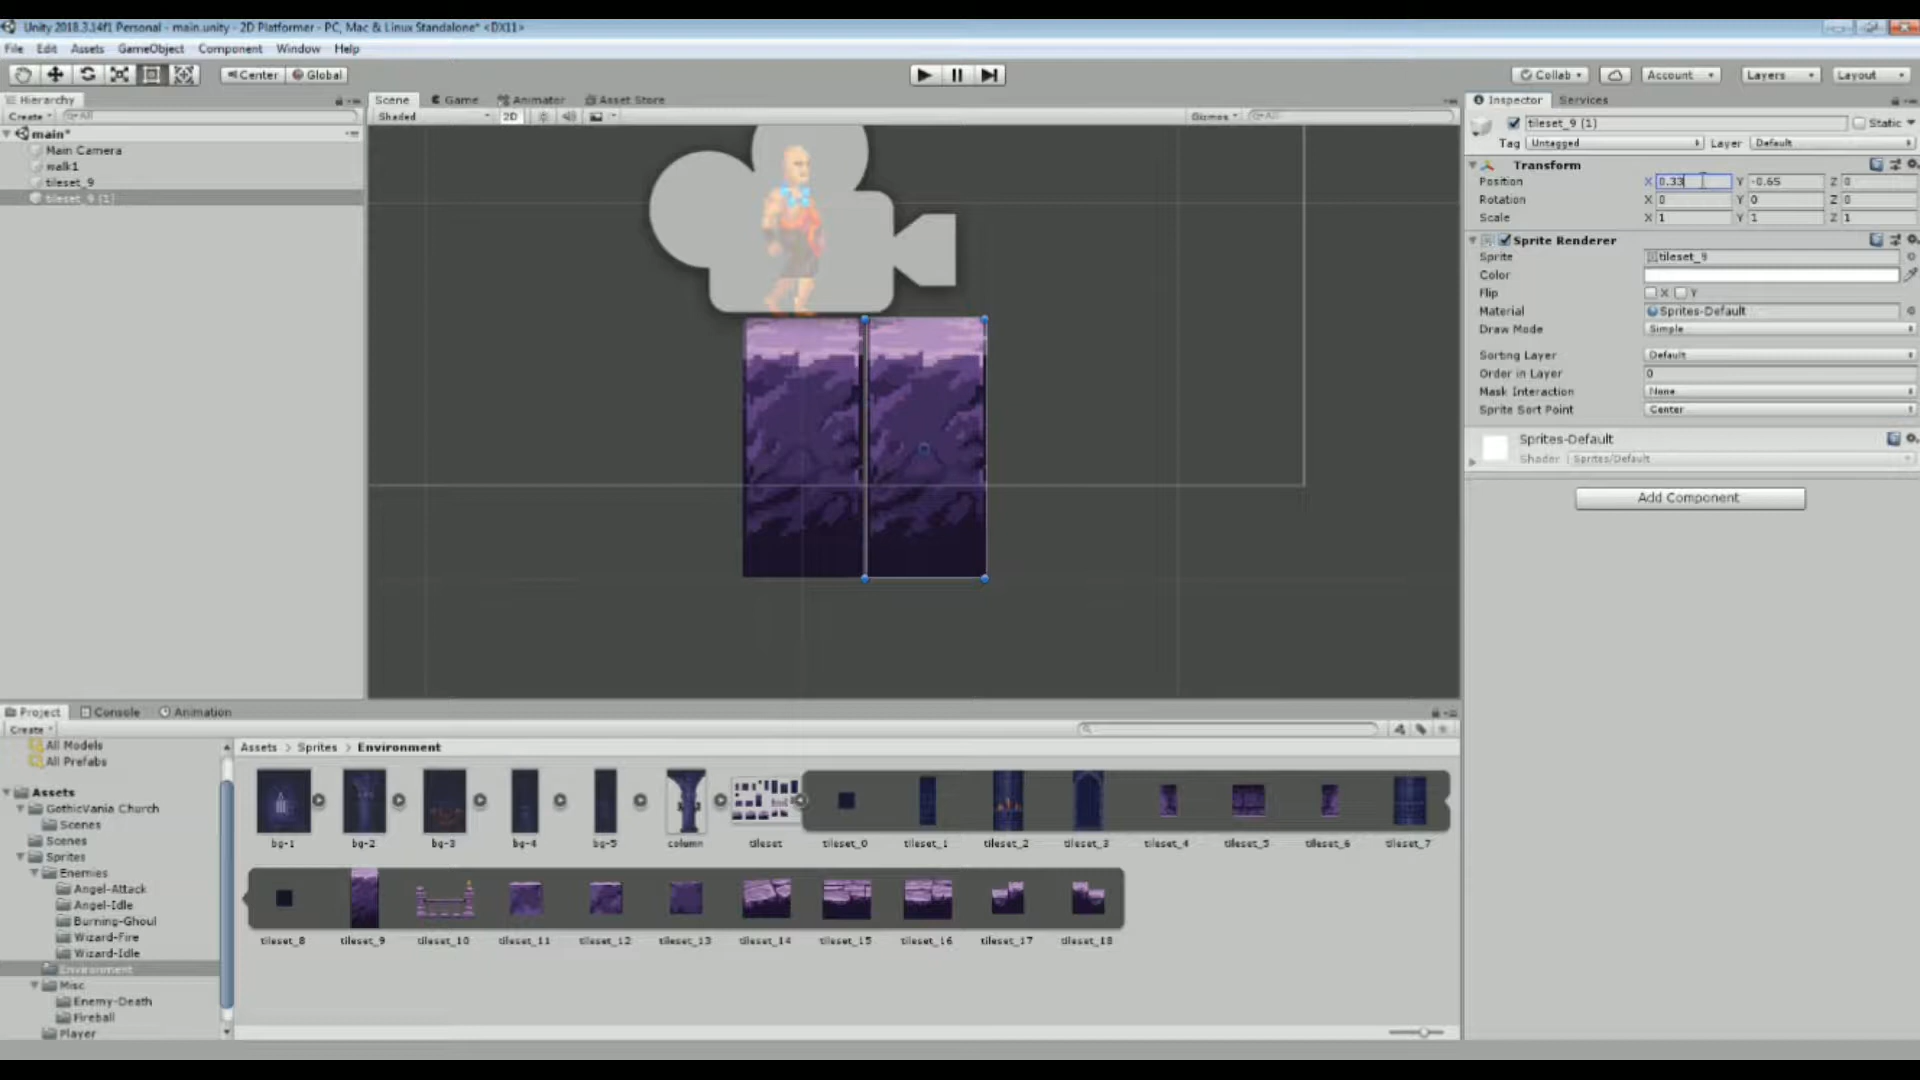 Unity 2018.3.14f1 Personal - main.unity - 2D Platformer - PC, Mac & Linux Standalone* <DX11>
File Edit Assets GameObject Component Window Help
Center Global Collab Account Layers Layout
Hierarchy
Create All
main*
Main Camera
walk1
tileset_9
tileset_9 (1)
Scene Game Animator Asset Store
Shaded 2D Gizmos All
Inspector Services
tileset_9 (1) Static
Tag Untagged Layer Default
Transform
Position X 0.33 Y -0.65 Z 0
Rotation X 0 Y 0 Z 0
Scale X 1 Y 1 Z 1
Sprite Renderer
Sprite tileset_9
Color
Flip X Y
Material Sprites-Default
Draw Mode Simple
Sorting Layer Default
Order in Layer 0
Mask Interaction None
Sprite Sort Point Center
Sprites-Default
Shader Sprites/Default
Add Component
Project Console Animation
Create
All Models
All Prefabs
Assets
GothicVania Church
Scenes
Scenes
Sprites
Enemies
Angel-Attack
Angel-Idle
Burning-Ghoul
Wizard-Fire
Wizard-Idle
Environment
Misc
Enemy-Death
Fireball
Player
Assets > Sprites > Environment
bg-1 bg-2 bg-3 bg-4 bg-5 column tileset tileset_0 tileset_1 tileset_2 tileset_3 tileset_4 tileset_5 tileset_6 tileset_7
tileset_8 tileset_9 tileset_10 tileset_11 tileset_12 tileset_13 tileset_14 tileset_15 tileset_16 tileset_17 tileset_18